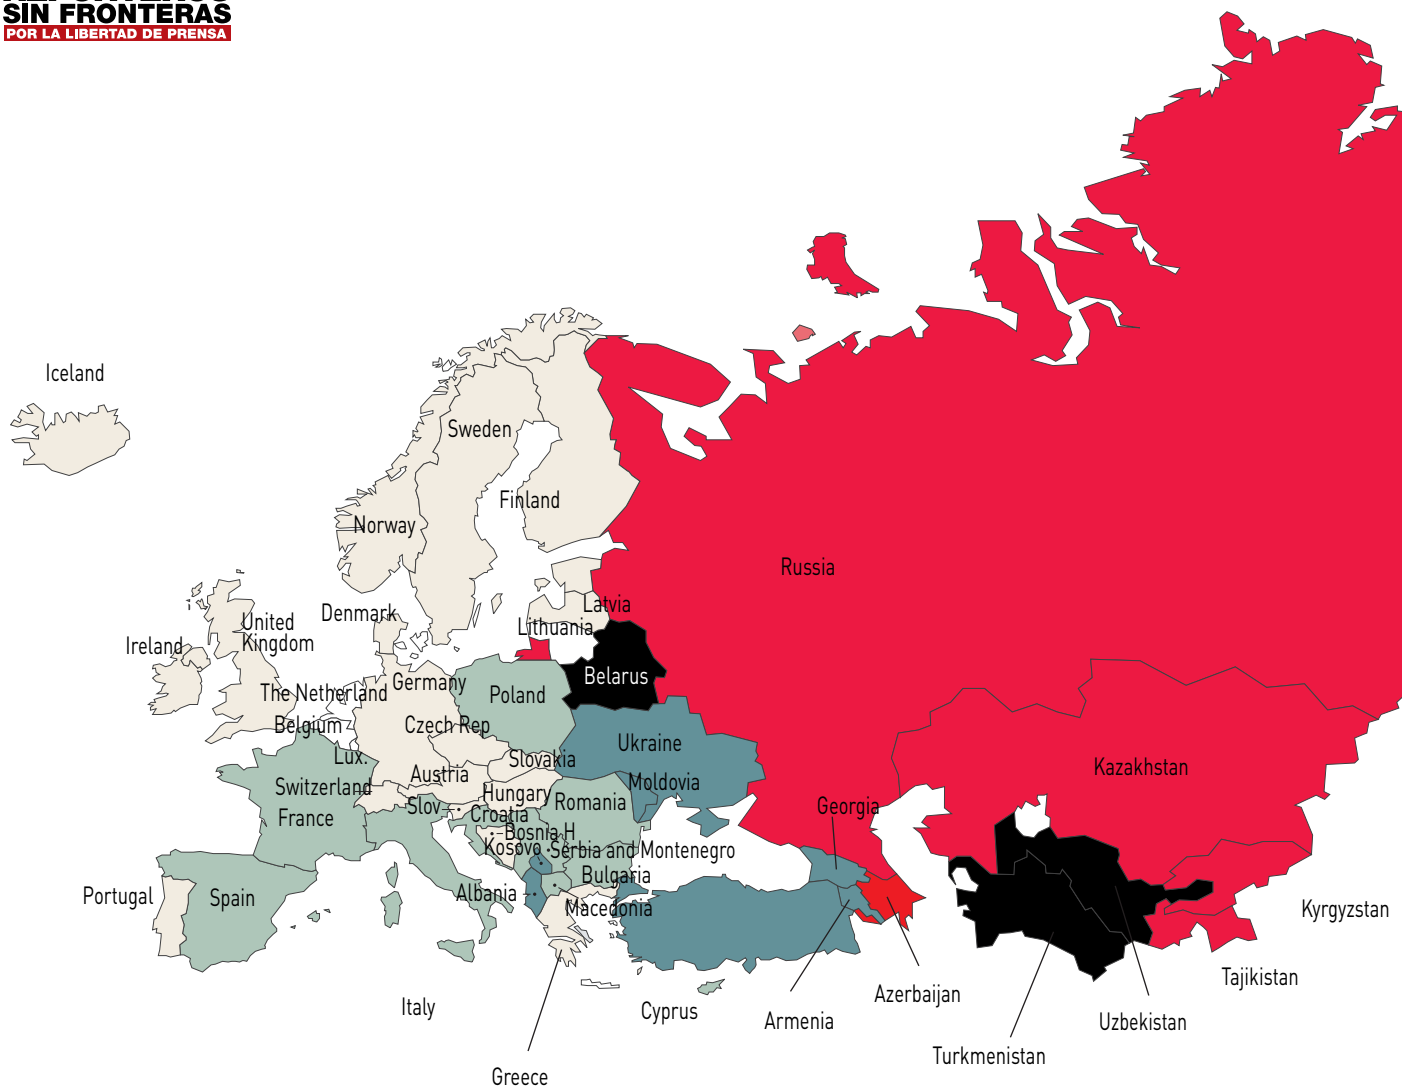 SIN FRONTERAS
POR LA LIBERTAD DE PRENSA
Iceland
Sweden
Finland
Norway
Russia
Latvia
Denmark
United
Kingdom
Lithuania
Ireland
Belarus
Germany
The Netherland
Poland
Belgium
Czech Rep
Ukraine
Lux.
Slovakia
Kazakhstan
Austria
Moldovia
Switzerland
Hungary
Romania
Slov
Georgia
Croatia
France
Bosnia H
Kosovo
Serbia and Montenegro
Bulgaria
Albania
Portugal
Spain
Macedonia
Kyrgyzstan
Tajikistan
Azerbaijan
Italy
Cyprus
Armenia
Uzbekistan
Turkmenistan
Greece